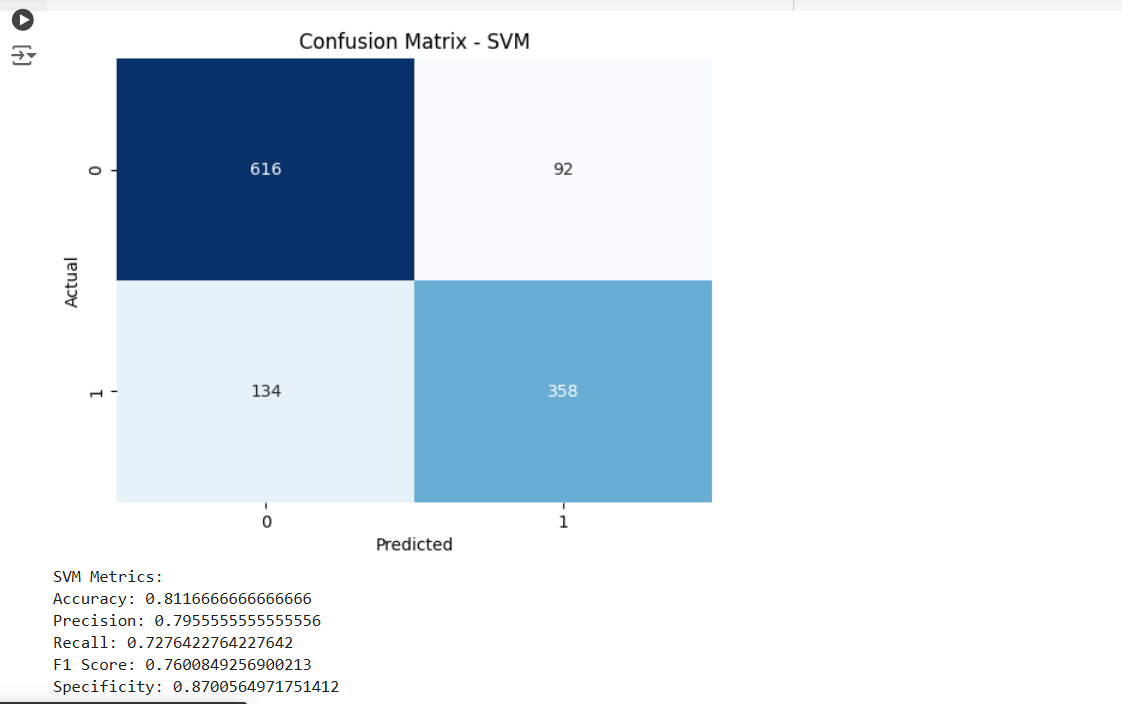 Confusion Matrix - SVM
0
616
92
Actual
1
134
358
0
1
Predicted
SVM Metrics:
Accuracy: 0.8116666666666666
Precision: 0.7955555555555556
Recall: 0.7276422764227642
F1 Score: 0.7600849256900213
Specificity: 0.8700564971751412